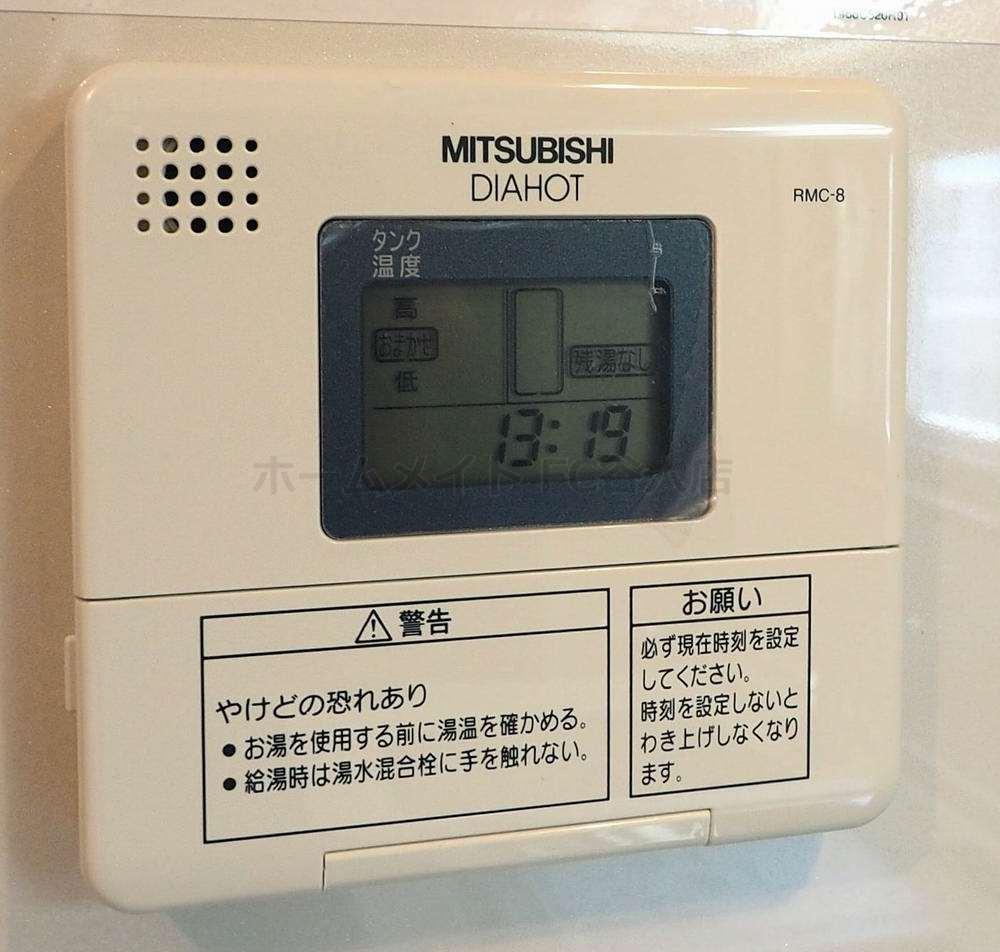 MITSUBISHI
DIAHOT
RMC-8
タンク
温度
高
おまかせ
低
残湯なし
13:19
警告
やけどの恐れあり
● お湯を使用する前に湯温を確かめる。
● 給湯時は湯水混合栓に手を触れない。
お願い
必ず現在時刻を設定
してください。
時刻を設定しないと
わき上げしなくなり
ます。